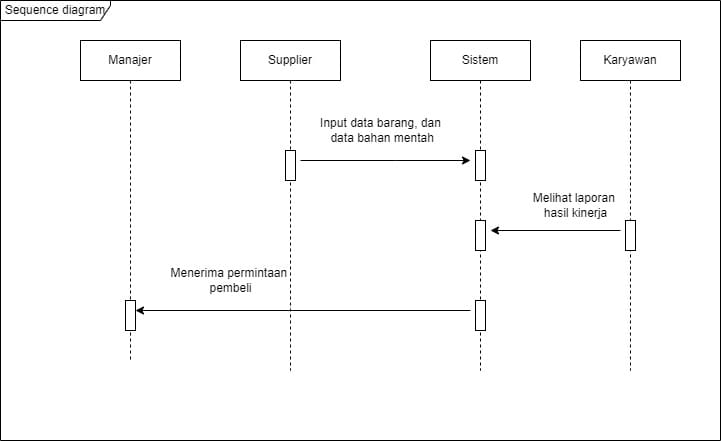 Sequence diagram
Manajer
Supplier
Sistem
Karyawan
Input data barang, dan
data bahan mentah
Melihat laporan
hasil kinerja
Menerima permintaan
pembeli